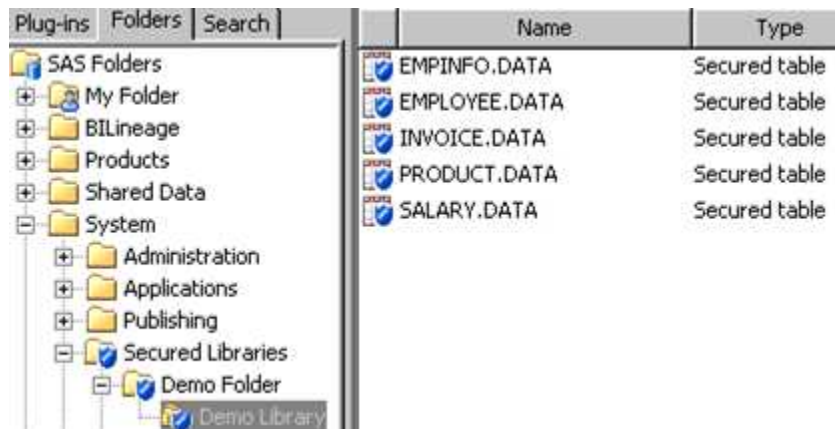 Plug-ins Folders Search
SAS Folders
My Folder
BILineage
Products
Shared Data
System
Administration
Applications
Publishing
Secured Libraries
Demo Folder
Demo Library
Name Type
EMPINFO.DATA Secured table
EMPLOYEE.DATA Secured table
INVOICE.DATA Secured table
PRODUCT.DATA Secured table
SALARY.DATA Secured table